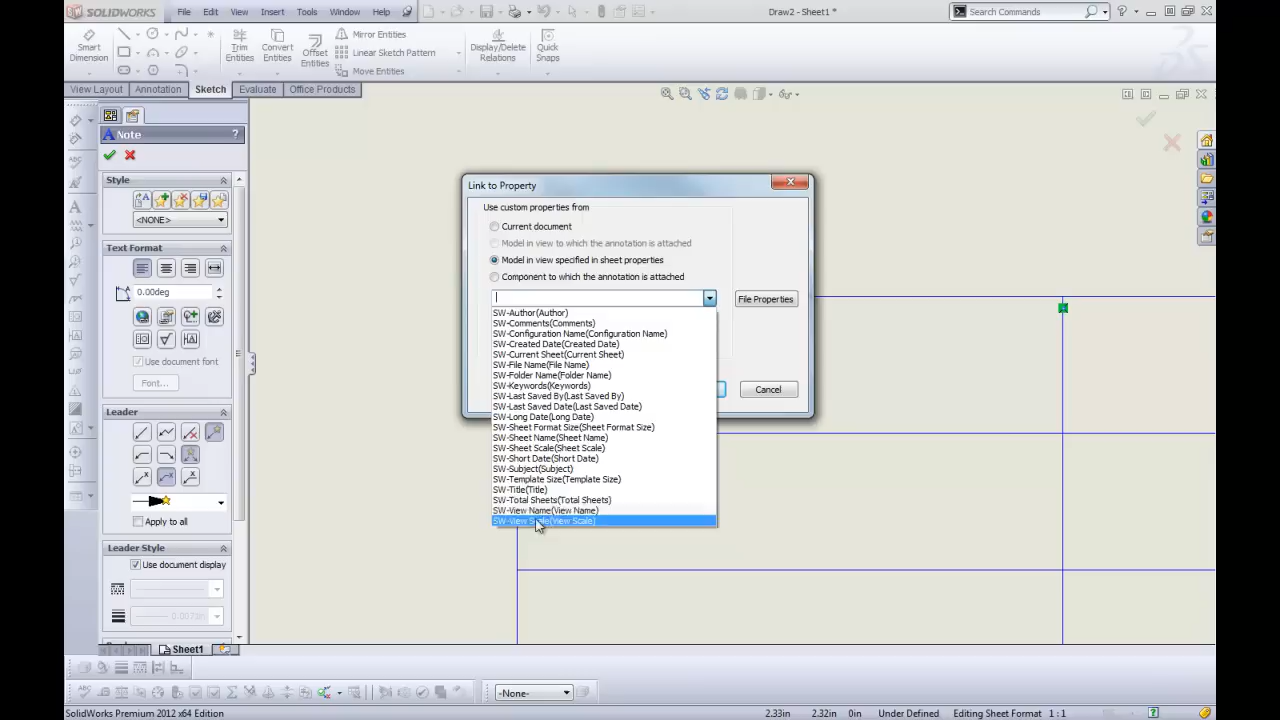 SOLIDWORKS File Edit View Insert Tools Window Help Draw2 - Sheet1 * Search Commands
Smart Dimension
Trim Entities
Convert Entities
Offset Entities
Mirror Entities
Linear Sketch Pattern
Move Entities
Display/Delete Relations
Quick Snaps
View Layout Annotation Sketch Evaluate Office Products
Note ?
Style
<NONE>
Text Format
0.00deg
Use document font
Font...
Leader
Apply to all
Leader Style
Use document display
0.007in
Link to Property
Use custom properties from
Current document
Model in view to which the annotation is attached
Model in view specified in sheet properties
Component to which the annotation is attached
File Properties
Cancel
SW-Author(Author)
SW-Comments(Comments)
SW-Configuration Name(Configuration Name)
SW-Created Date(Created Date)
SW-Current Sheet(Current Sheet)
SW-File Name(File Name)
SW-Folder Name(Folder Name)
SW-Keywords(Keywords)
SW-Last Saved By(Last Saved By)
SW-Last Saved Date(Last Saved Date)
SW-Long Date(Long Date)
SW-Sheet Format Size(Sheet Format Size)
SW-Sheet Name(Sheet Name)
SW-Sheet Scale(Sheet Scale)
SW-Short Date(Short Date)
SW-Subject(Subject)
SW-Template Size(Template Size)
SW-Title(Title)
SW-Total Sheets(Total Sheets)
SW-View Name(View Name)
SW-View Scale(View Scale)
Sheet1
-None-
SolidWorks Premium 2012 x64 Edition 2.33in 2.32in 0in Under Defined Editing Sheet Format 1 : 1